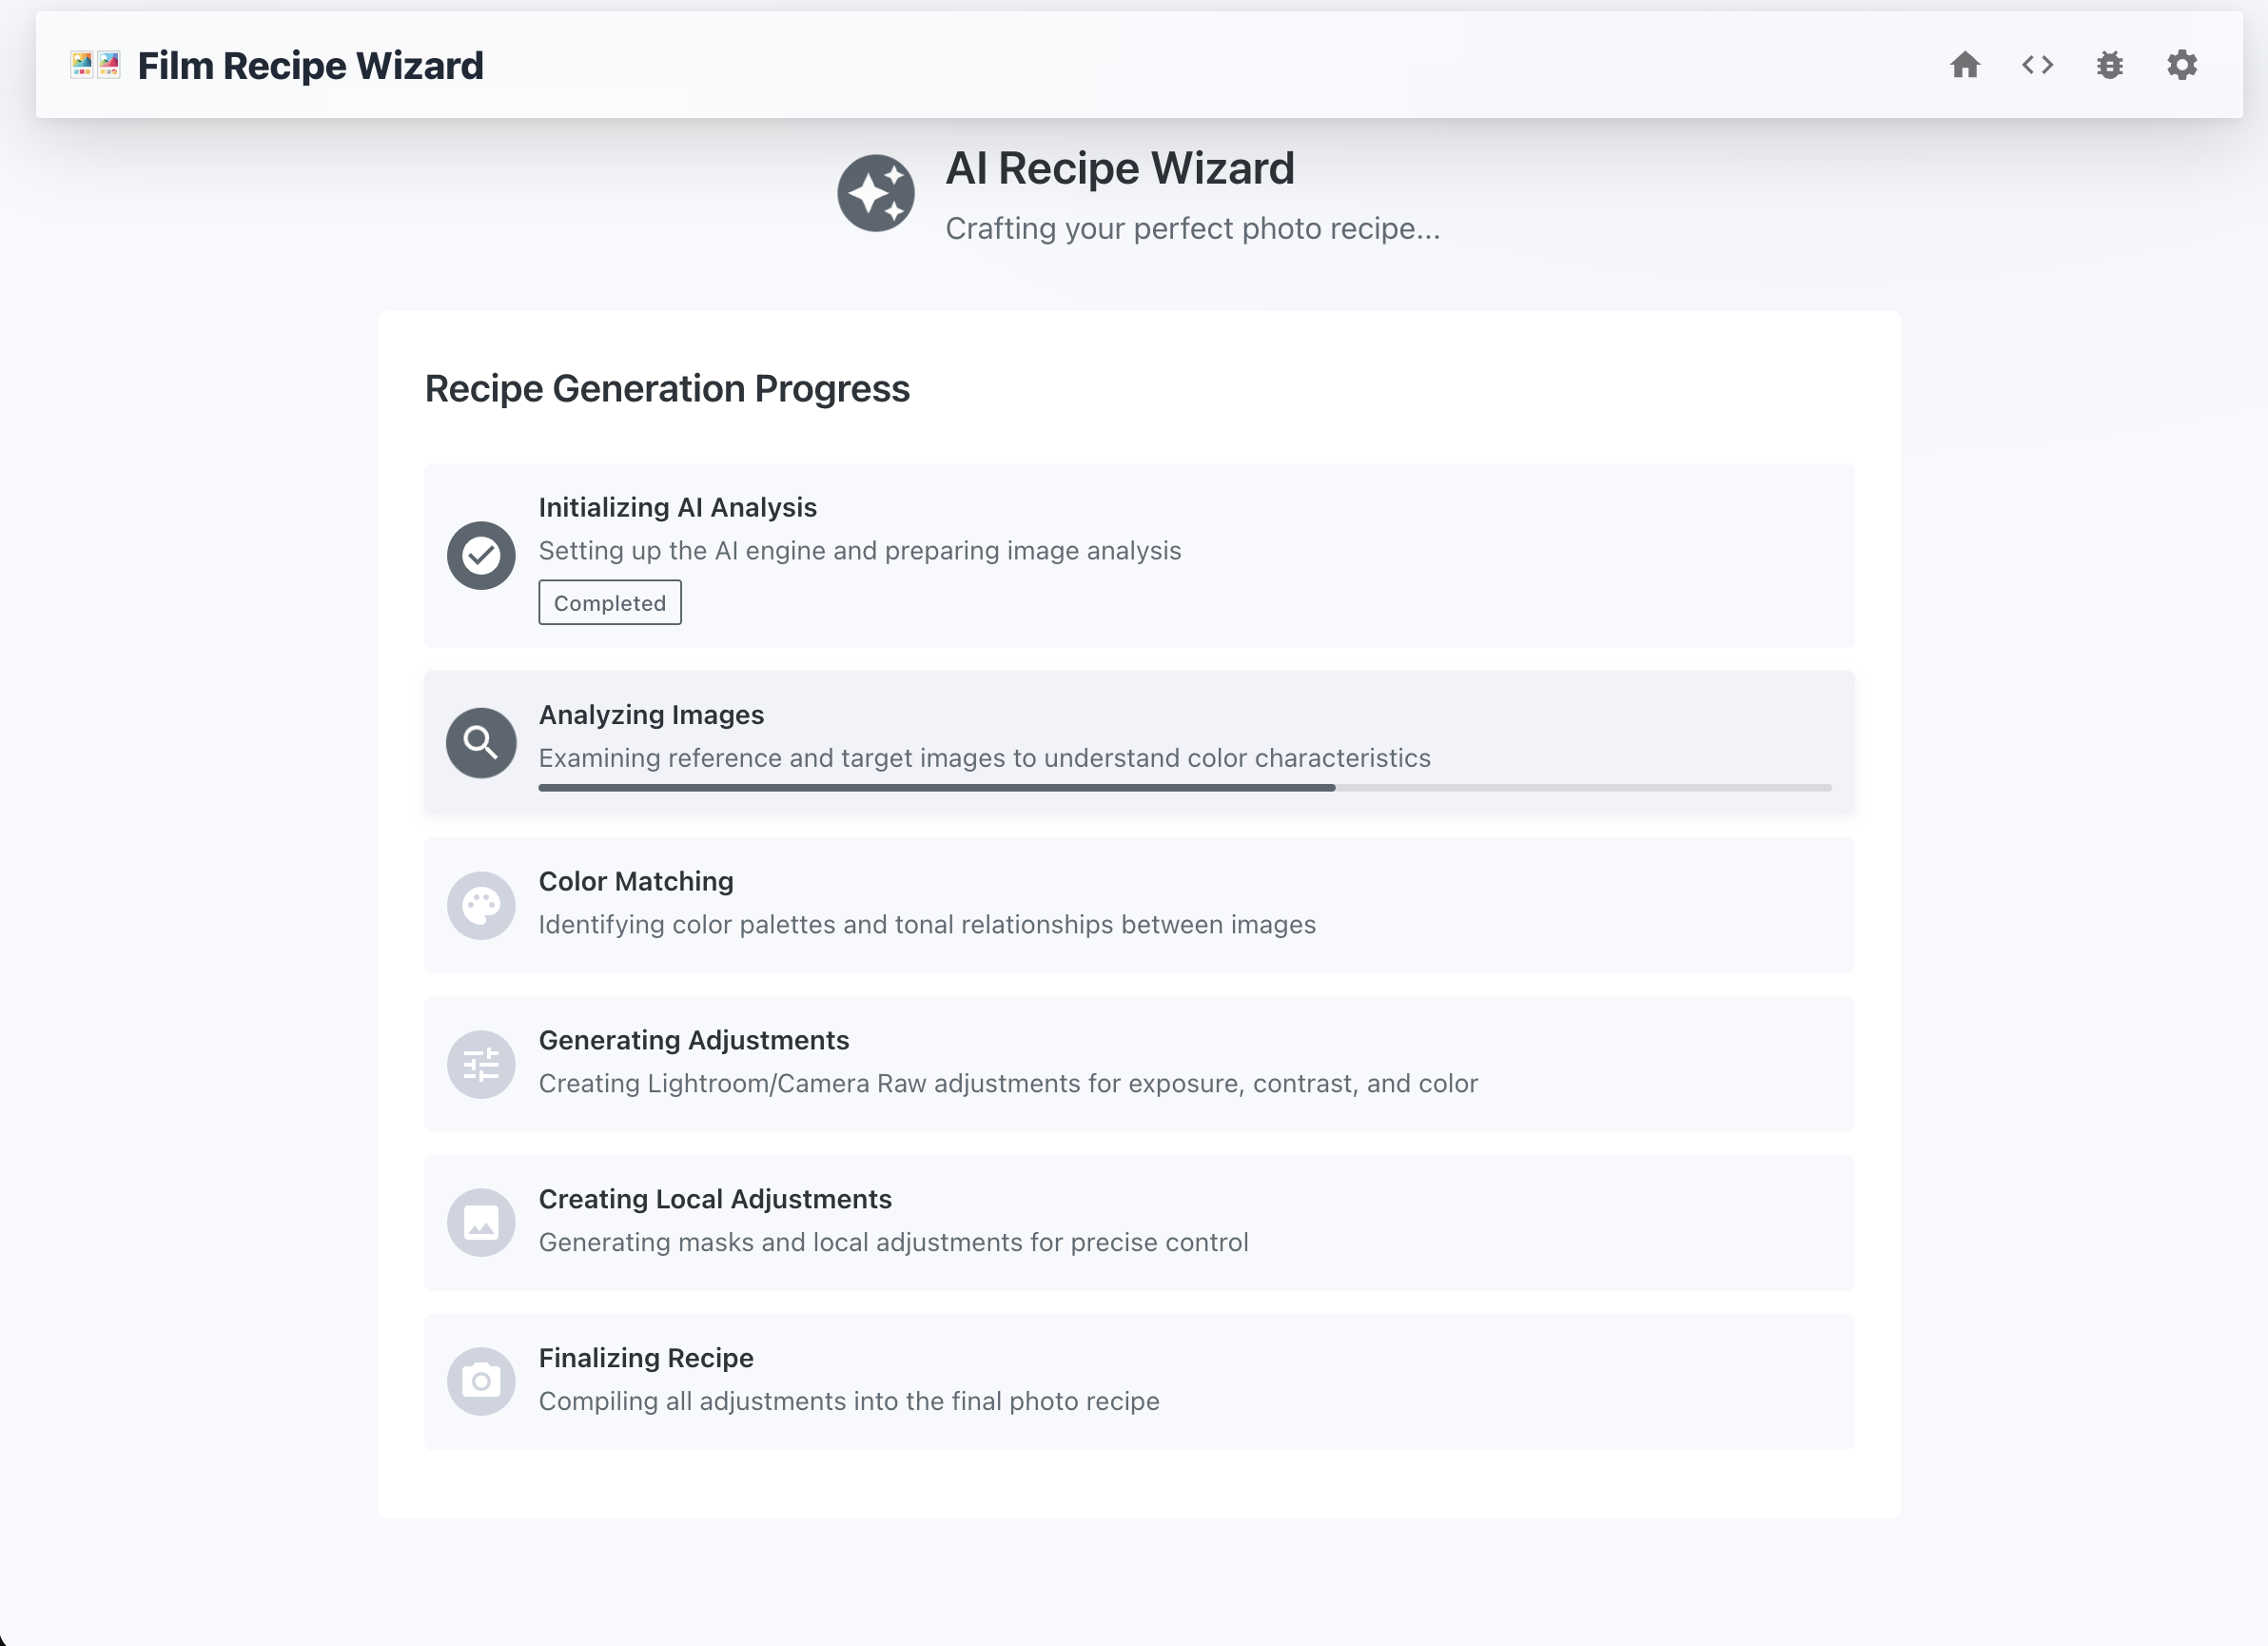 Film Recipe Wizard
AI Recipe Wizard
Crafting your perfect photo recipe...
Recipe Generation Progress
Initializing AI Analysis
Setting up the AI engine and preparing image analysis
Completed
Analyzing Images
Examining reference and target images to understand color characteristics
Color Matching
Identifying color palettes and tonal relationships between images
Generating Adjustments
Creating Lightroom/Camera Raw adjustments for exposure, contrast, and color
Creating Local Adjustments
Generating masks and local adjustments for precise control
Finalizing Recipe
Compiling all adjustments into the final photo recipe